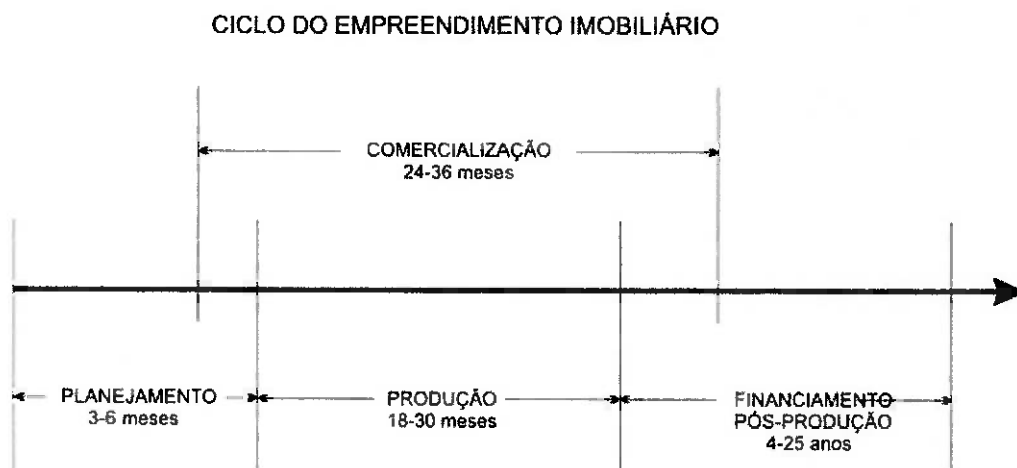 CICLO DO EMPREENDIMENTO IMOBILIÁRIO
COMERCIALIZAÇÃO
24-36 meses
PLANEJAMENTO
3-6 meses
PRODUÇÃO
18-30 meses
FINANCIAMENTO
PÓS-PRODUÇÃO
4-25 anos